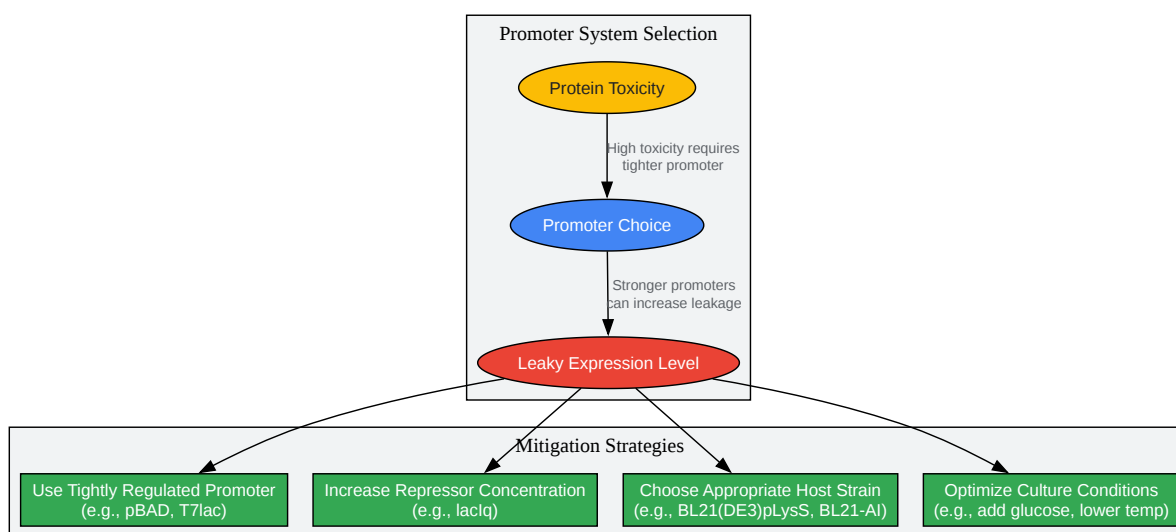 Promoter System Selection
Protein Toxicity
High toxicity requires
tighter promoter
Promoter Choice
Stronger promoters
can increase leakage
Leaky Expression Level
Mitigation Strategies
Use Tightly Regulated Promoter
(e.g., pBAD, T7lac)
Increase Repressor Concentration
(e.g., lacIq)
Choose Appropriate Host Strain
(e.g., BL21(DE3)pLysS, BL21-AI)
Optimize Culture Conditions
(e.g., add glucose, lower temp)